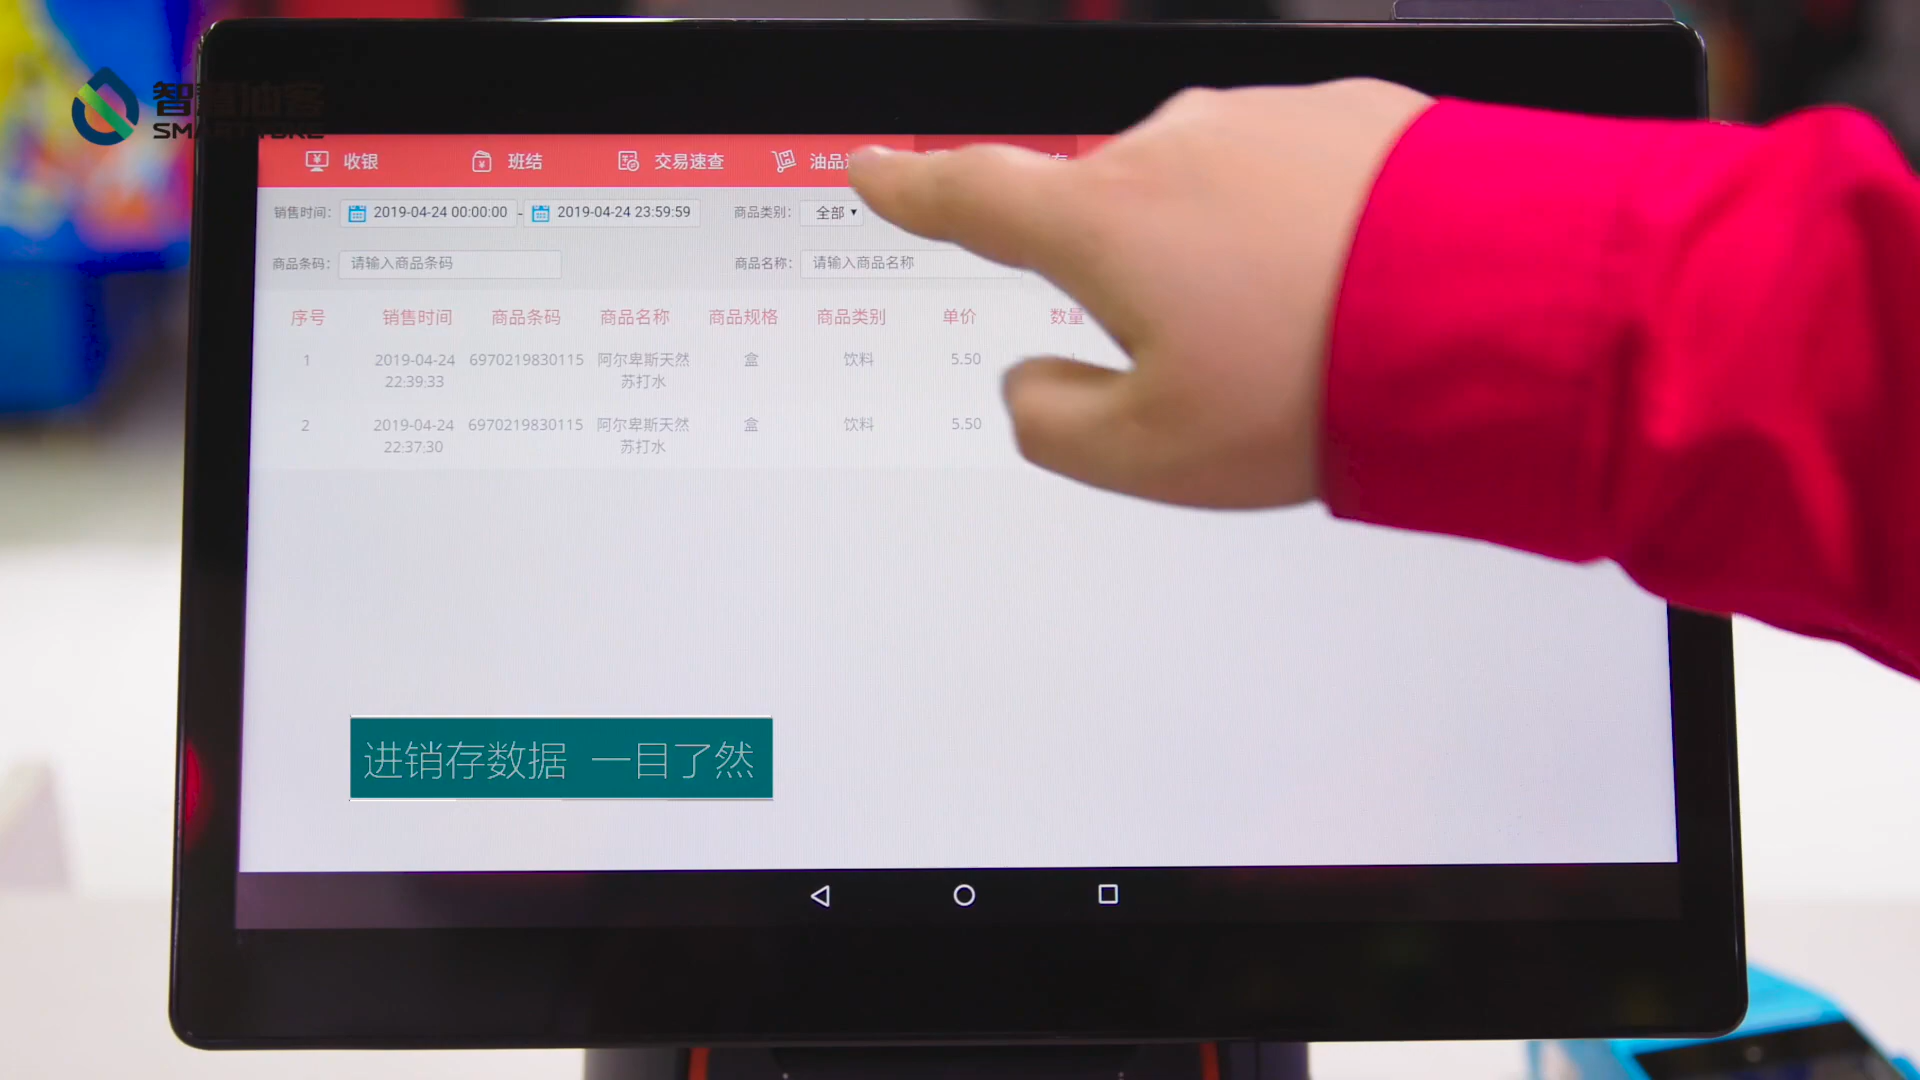 智慧油客
SMART YOKE
收银 班结 交易速查 油品
销售时间： 2019-04-24 00:00:00 - 2019-04-24 23:59:59 商品类别： 全部
商品条码： 请输入商品条码 商品名称： 请输入商品名称
序号 销售时间 商品条码 商品名称 商品规格 商品类别 单价 数量
1 2019-04-24 22:39:33 6970219830115 阿尔卑斯天然苏打水 盒 饮料 5.50
2 2019-04-24 22:37:30 6970219830115 阿尔卑斯天然苏打水 盒 饮料 5.50
进销存数据 一目了然